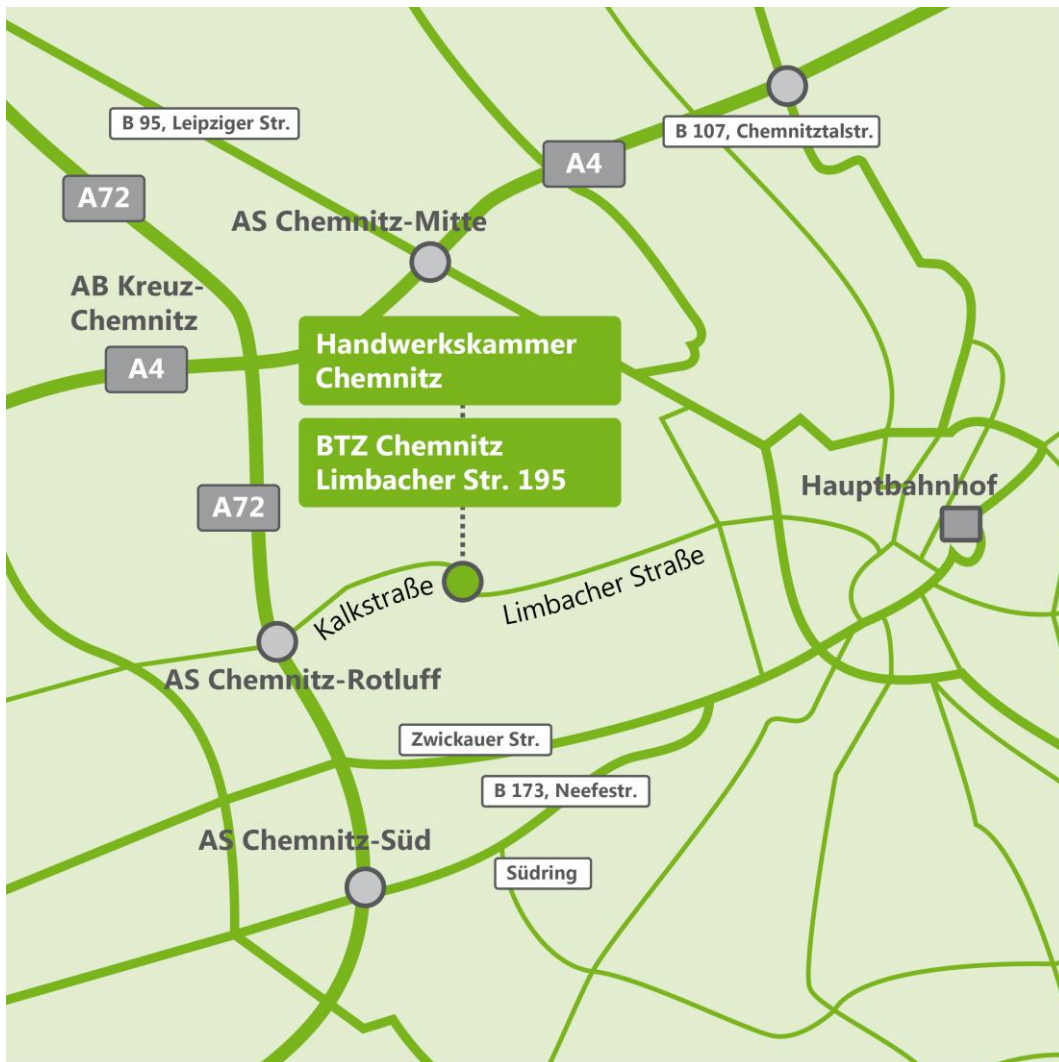 B 95, Leipziger Str.
B 107, Chemnitztalstr.
A4
A72
AS Chemnitz-Mitte
AB Kreuz-
Chemnitz
A4
Handwerkskammer
Chemnitz
BTZ Chemnitz
Limbacher Str. 195
Hauptbahnhof
A72
Kalkstraße
Limbacher Straße
AS Chemnitz-Rotluff
Zwickauer Str.
B 173, Neefestr.
AS Chemnitz-Süd
Südring